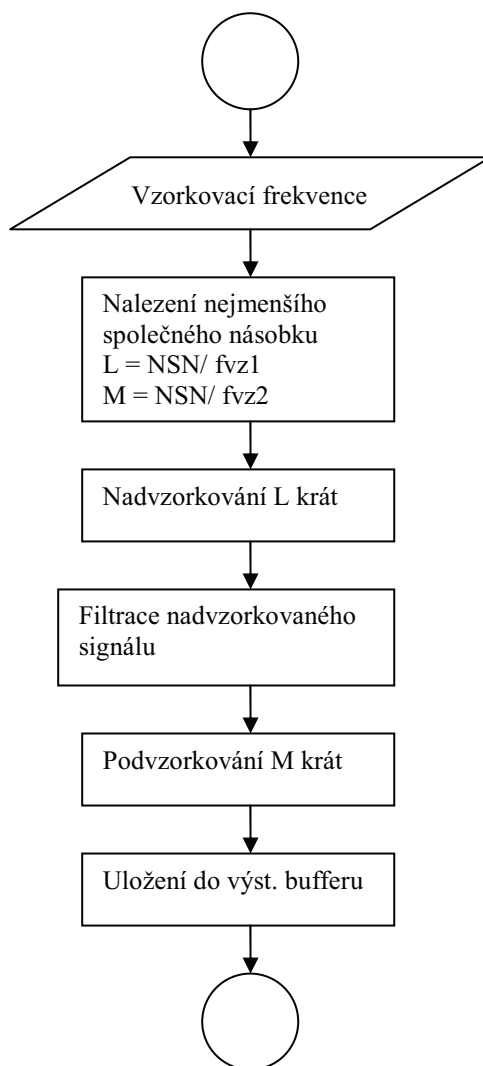 Vzorkovací frekvence
Nalezení nejmenšího
společného násobku
L = NSN/ fvz1
M = NSN/ fvz2
Nadvzorkování L krát
Filtrace nadvzorkovaného
signálu
Podvzorkování M krát
Uložení do výst. bufferu